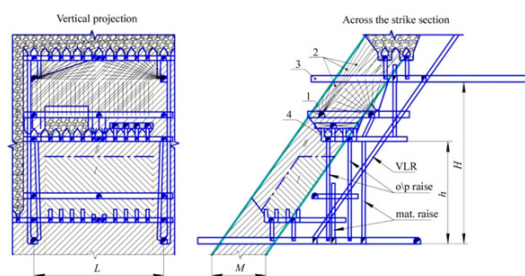 Vertical projection
Across the strike section
2
3
1
4
VLR
o\p raise
mat. raise
h
H
L
M